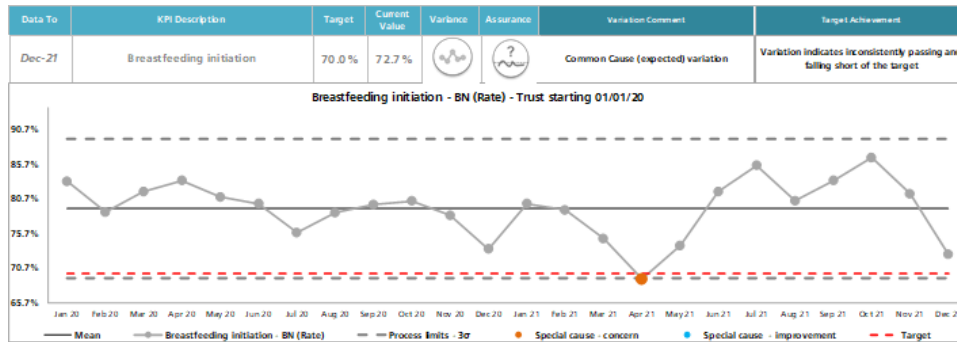 Data To KPI Description Target Current Value Variance Assurance Variation Comment Target Achievement
Dec-21 Breastfeeding initiation 70.0% 72.7% ? Common Cause (expected) variation Variation indicates inconsistently passing and falling short of the target
Breastfeeding initiation - BN (Rate) - Trust starting 01/01/20
90.7%
85.7%
80.7%
75.7%
70.7%
65.7%
Jan 20 Feb 20 Mar 20 Apr 20 May 20 Jun 20 Jul 20 Aug 20 Sep 20 Oct 20 Nov 20 Dec 20 Jan 21 Feb 21 Mar 21 Apr 21 May 21 Jun 21 Jul 21 Aug 21 Sep 21 Oct 21 Nov 21 Dec 2
Mean Breastfeeding initiation - BN (Rate) Process limits - 3σ Special cause - concern Special cause - improvement Target